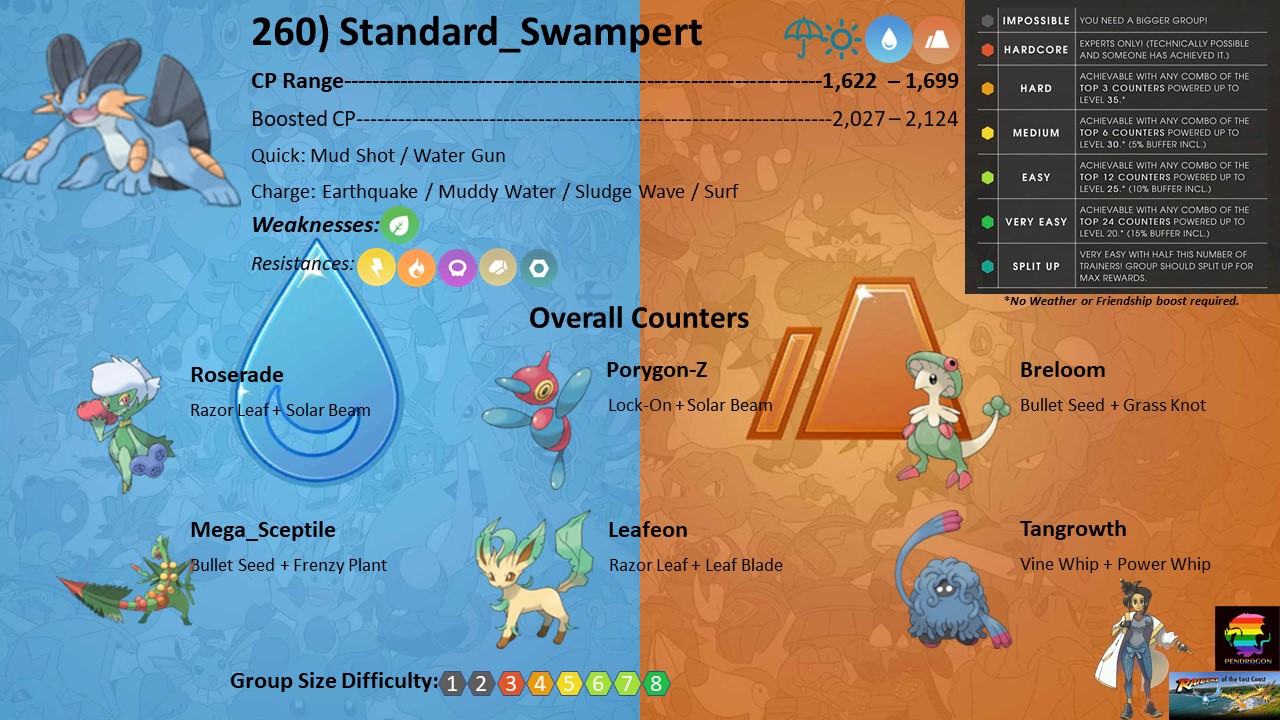 260) Standard_Swampert
CP Range--------------------------------------------------------------------1,622 – 1,699
Boosted CP--------------------------------------------------------------------2,027 – 2,124
Quick: Mud Shot / Water Gun
Charge: Earthquake / Muddy Water / Sludge Wave / Surf
Weaknesses:
Resistances:
IMPOSSIBLE YOU NEED A BIGGER GROUP!
HARDCORE EXPERTS ONLY! (TECHNICALLY POSSIBLE
AND SOMEONE HAS ACHIEVED IT.)
HARD ACHIEVABLE WITH ANY COMBO OF THE
TOP 3 COUNTERS POWERED UP TO
LEVEL 35.*
MEDIUM ACHIEVABLE WITH ANY COMBO OF THE
TOP 6 COUNTERS POWERED UP TO
LEVEL 30.* (5% BUFFER INCL.)
EASY ACHIEVABLE WITH ANY COMBO OF THE
TOP 12 COUNTERS POWERED UP TO
LEVEL 25.* (10% BUFFER INCL.)
VERY EASY ACHIEVABLE WITH ANY COMBO OF THE
TOP 24 COUNTERS POWERED UP TO
LEVEL 20.* (15% BUFFER INCL.)
SPLIT UP VERY EASY WITH HALF THIS NUMBER OF
TRAINERS! GROUP SHOULD SPLIT UP FOR
MAX REWARDS.
*No Weather or Friendship boost required.
Overall Counters
Roserade
Razor Leaf + Solar Beam
Porygon-Z
Lock-On + Solar Beam
Breloom
Bullet Seed + Grass Knot
Mega_Sceptile
Bullet Seed + Frenzy Plant
Leafeon
Razor Leaf + Leaf Blade
Tangrowth
Vine Whip + Power Whip
Group Size Difficulty: 1 2 3 4 5 6 7 8
PENDRAGON
RAIDERS of the Lost Coast